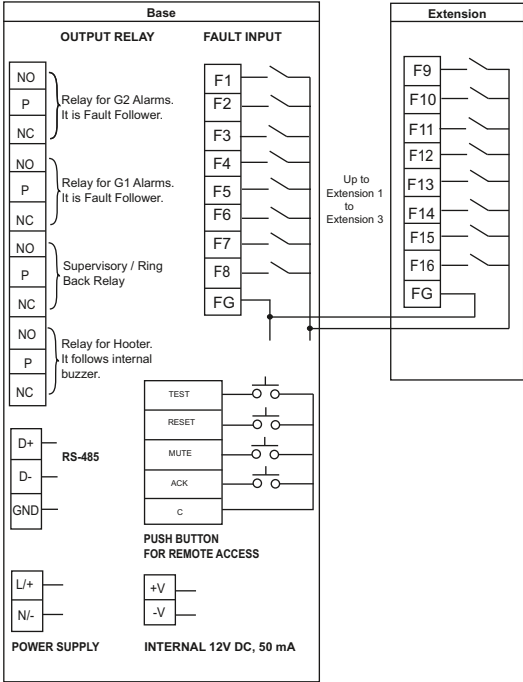 Base
OUTPUT RELAY
NO
P
NC
Relay for G2 Alarms.
It is Fault Follower.
NO
P
NC
Relay for G1 Alarms.
It is Fault Follower.
NO
P
NC
Supervisory / Ring
Back Relay
NO
P
NC
Relay for Hooter.
It follows internal
buzzer.
FAULT INPUT
F1
F2
F3
F4
F5
F6
F7
F8
FG
Up to
Extension 1
to
Extension 3
Extension
F9
F10
F11
F12
F13
F14
F15
F16
FG
D+
D-
GND
RS-485
TEST
RESET
MUTE
ACK
C
PUSH BUTTON
FOR REMOTE ACCESS
L/+
N/-
POWER SUPPLY
+V
-V
INTERNAL 12V DC, 50 mA